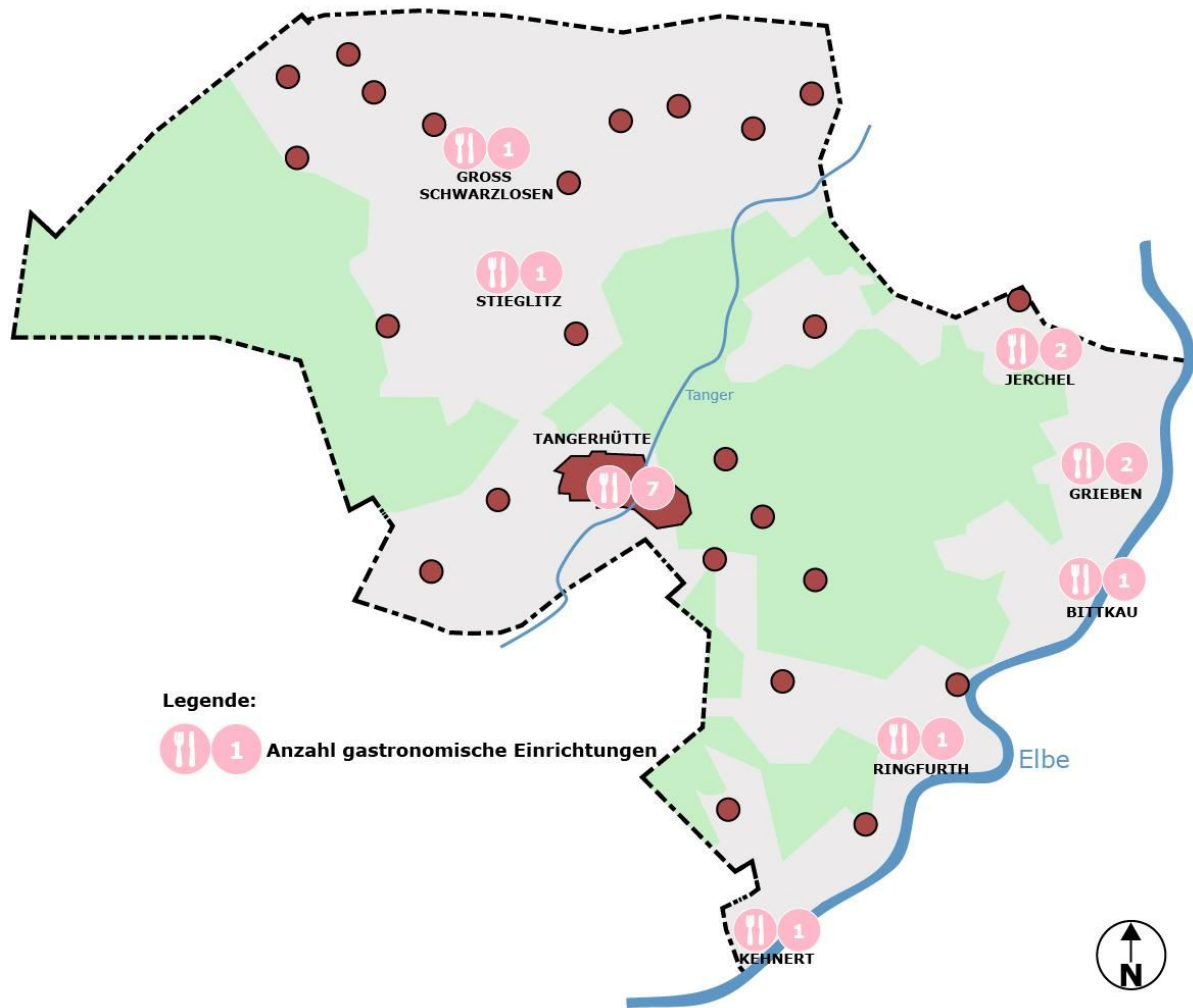 1
GROSS
SCHWARZLOSEN
1
STIEGLITZ
2
JERCHEL
Tanger
TANGERHÜTTE
7
2
GRIEBEN
1
BITTKAU
Legende:
1 Anzahl gastronomische Einrichtungen
1
RINGFURTH
Elbe
1
KEHNERT
N